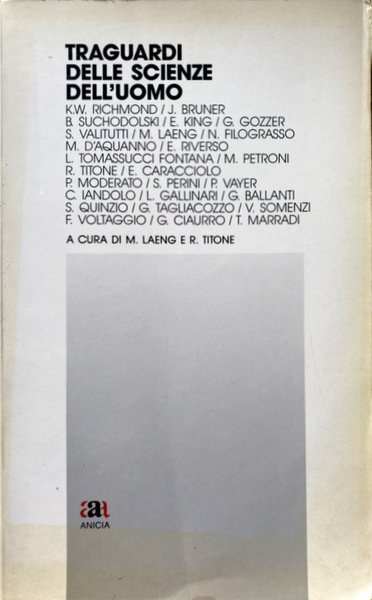 TRAGUARDI
DELLE SCIENZE
DELL'UOMO
K.W. RICHMOND / J. BRUNER
B. SUCHODOLSKI / E. KING / G. GOZZER
S. VALITUTTI / M. LAENG / N. FILOGRASSO
M. D'AQUANNO / E. RIVERSO
L. TOMASSUCCI FONTANA / M. PETRONI
R. TITONE / E. CARACCIOLO
P. MODERATO / S. PERINI / P. VAYER
C. IANDOLO / L. GALLINARI / G. BALLANTI
S. QUINZIO / G. TAGLIACOZZO / V. SOMENZI
F. VOLTAGGIO / G. CIAURRO / T. MARRADI
A CURA DI M. LAENG E R. TITONE
aaa
ANICIA